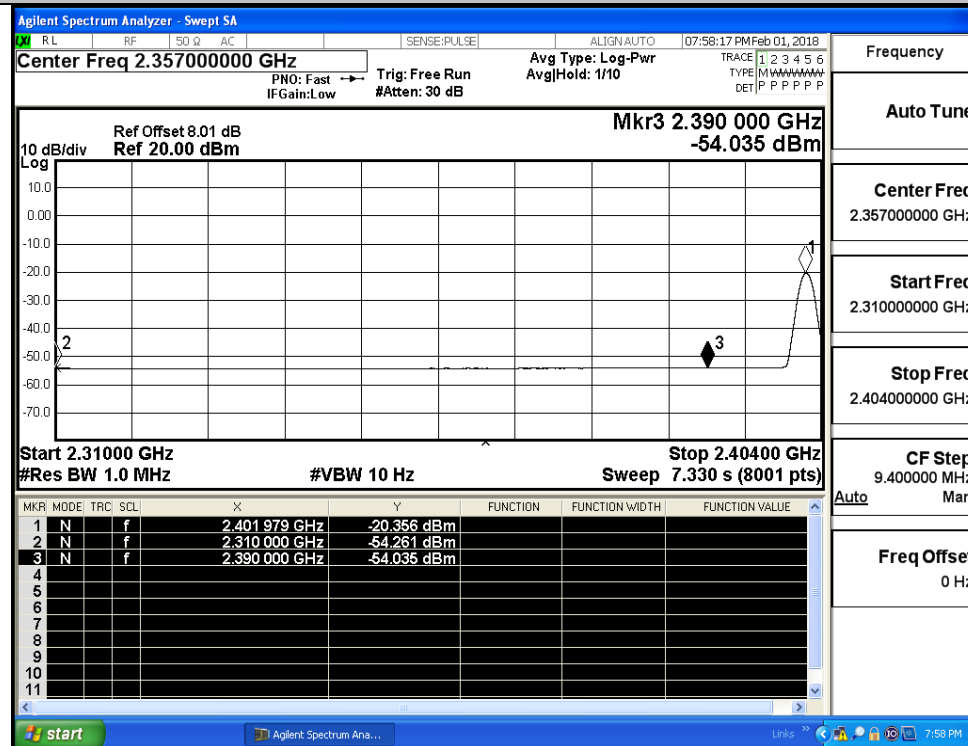 Agilent Spectrum Analyzer - Swept SA
LXI RL RF 50 Ω AC SENSE:PULSE ALIGN AUTO 07:58:17 PM Feb 01, 2018
Center Freq 2.357000000 GHz
PNO: Fast
IFGain:Low
Trig: Free Run
#Atten: 30 dB
Avg Type: Log-Pwr
Avg|Hold: 1/10
TRACE 1 2 3 4 5 6
TYPE M WWWWW
DET P P P P P P
Ref Offset 8.01 dB
10 dB/div Ref 20.00 dBm
Log
Mkr3 2.390 000 GHz
-54.035 dBm
10.0
0.00
-10.0
-20.0
-30.0
-40.0
-50.0
-60.0
-70.0
1
2
3
Start 2.31000 GHz Stop 2.40400 GHz
#Res BW 1.0 MHz #VBW 10 Hz Sweep 7.330 s (8001 pts)
MKR MODE TRC SCL X Y FUNCTION FUNCTION WIDTH FUNCTION VALUE
1 N f 2.401 979 GHz -20.356 dBm
2 N f 2.310 000 GHz -54.261 dBm
3 N f 2.390 000 GHz -54.035 dBm
4
5
6
7
8
9
10
11
Frequency
Auto Tune
Center Freq
2.357000000 GHz
Start Freq
2.310000000 GHz
Stop Freq
2.404000000 GHz
CF Step
9.400000 MHz
Auto Man
Freq Offset
0 Hz
start Agilent Spectrum Ana... Links 7:58 PM